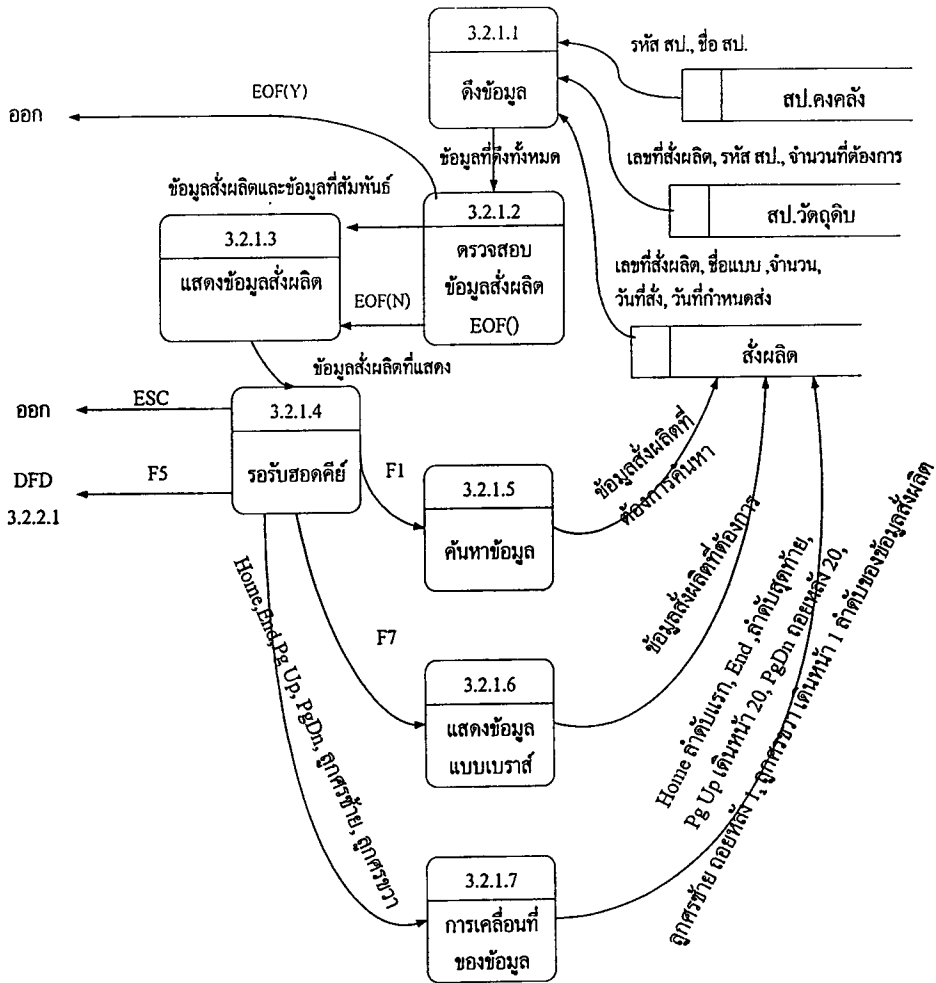 3.2.1.1
ดึงข้อมูล
รหัส สป., ชื่อ สป.
สป.คงคลัง
EOF(Y)
ออก
ข้อมูลที่ดึงทั้งหมด
เลขที่สั่งผลิต, รหัส สป., จำนวนที่ต้องการ
สป.วัตถุดิบ
ข้อมูลสั่งผลิตและข้อมูลที่สัมพันธ์
3.2.1.2
ตรวจสอบ
ข้อมูลสั่งผลิต
EOF()
3.2.1.3
แสดงข้อมูลสั่งผลิต
EOF(N)
เลขที่สั่งผลิต, ชื่อแบบ ,จำนวน,
วันที่สั่ง, วันที่กำหนดส่ง
สั่งผลิต
ข้อมูลสั่งผลิตที่แสดง
ออก
ESC
3.2.1.4
รอรับฮอดคีย์
DFD
3.2.2.1
F5
F1
3.2.1.5
ค้นหาข้อมูล
ข้อมูลสั่งผลิตที่
ต้องการค้นหา
F7
3.2.1.6
แสดงข้อมูล
แบบเบราส์
ข้อมูลสั่งผลิตที่ต้องการ
Home,End,Pg Up, PgDn, ลูกศรซ้าย, ลูกศรขวา
3.2.1.7
การเคลื่อนที่
ของข้อมูล
Home ลำดับแรก, End ,ลำดับสุดท้าย,
Pg Up เดินหน้า 20, PgDn ถอยหลัง 20,
ลูกศรซ้าย ถอยหลัง 1, ลูกศรขวา เดินหน้า 1 ลำดับของข้อมูลสั่งผลิต